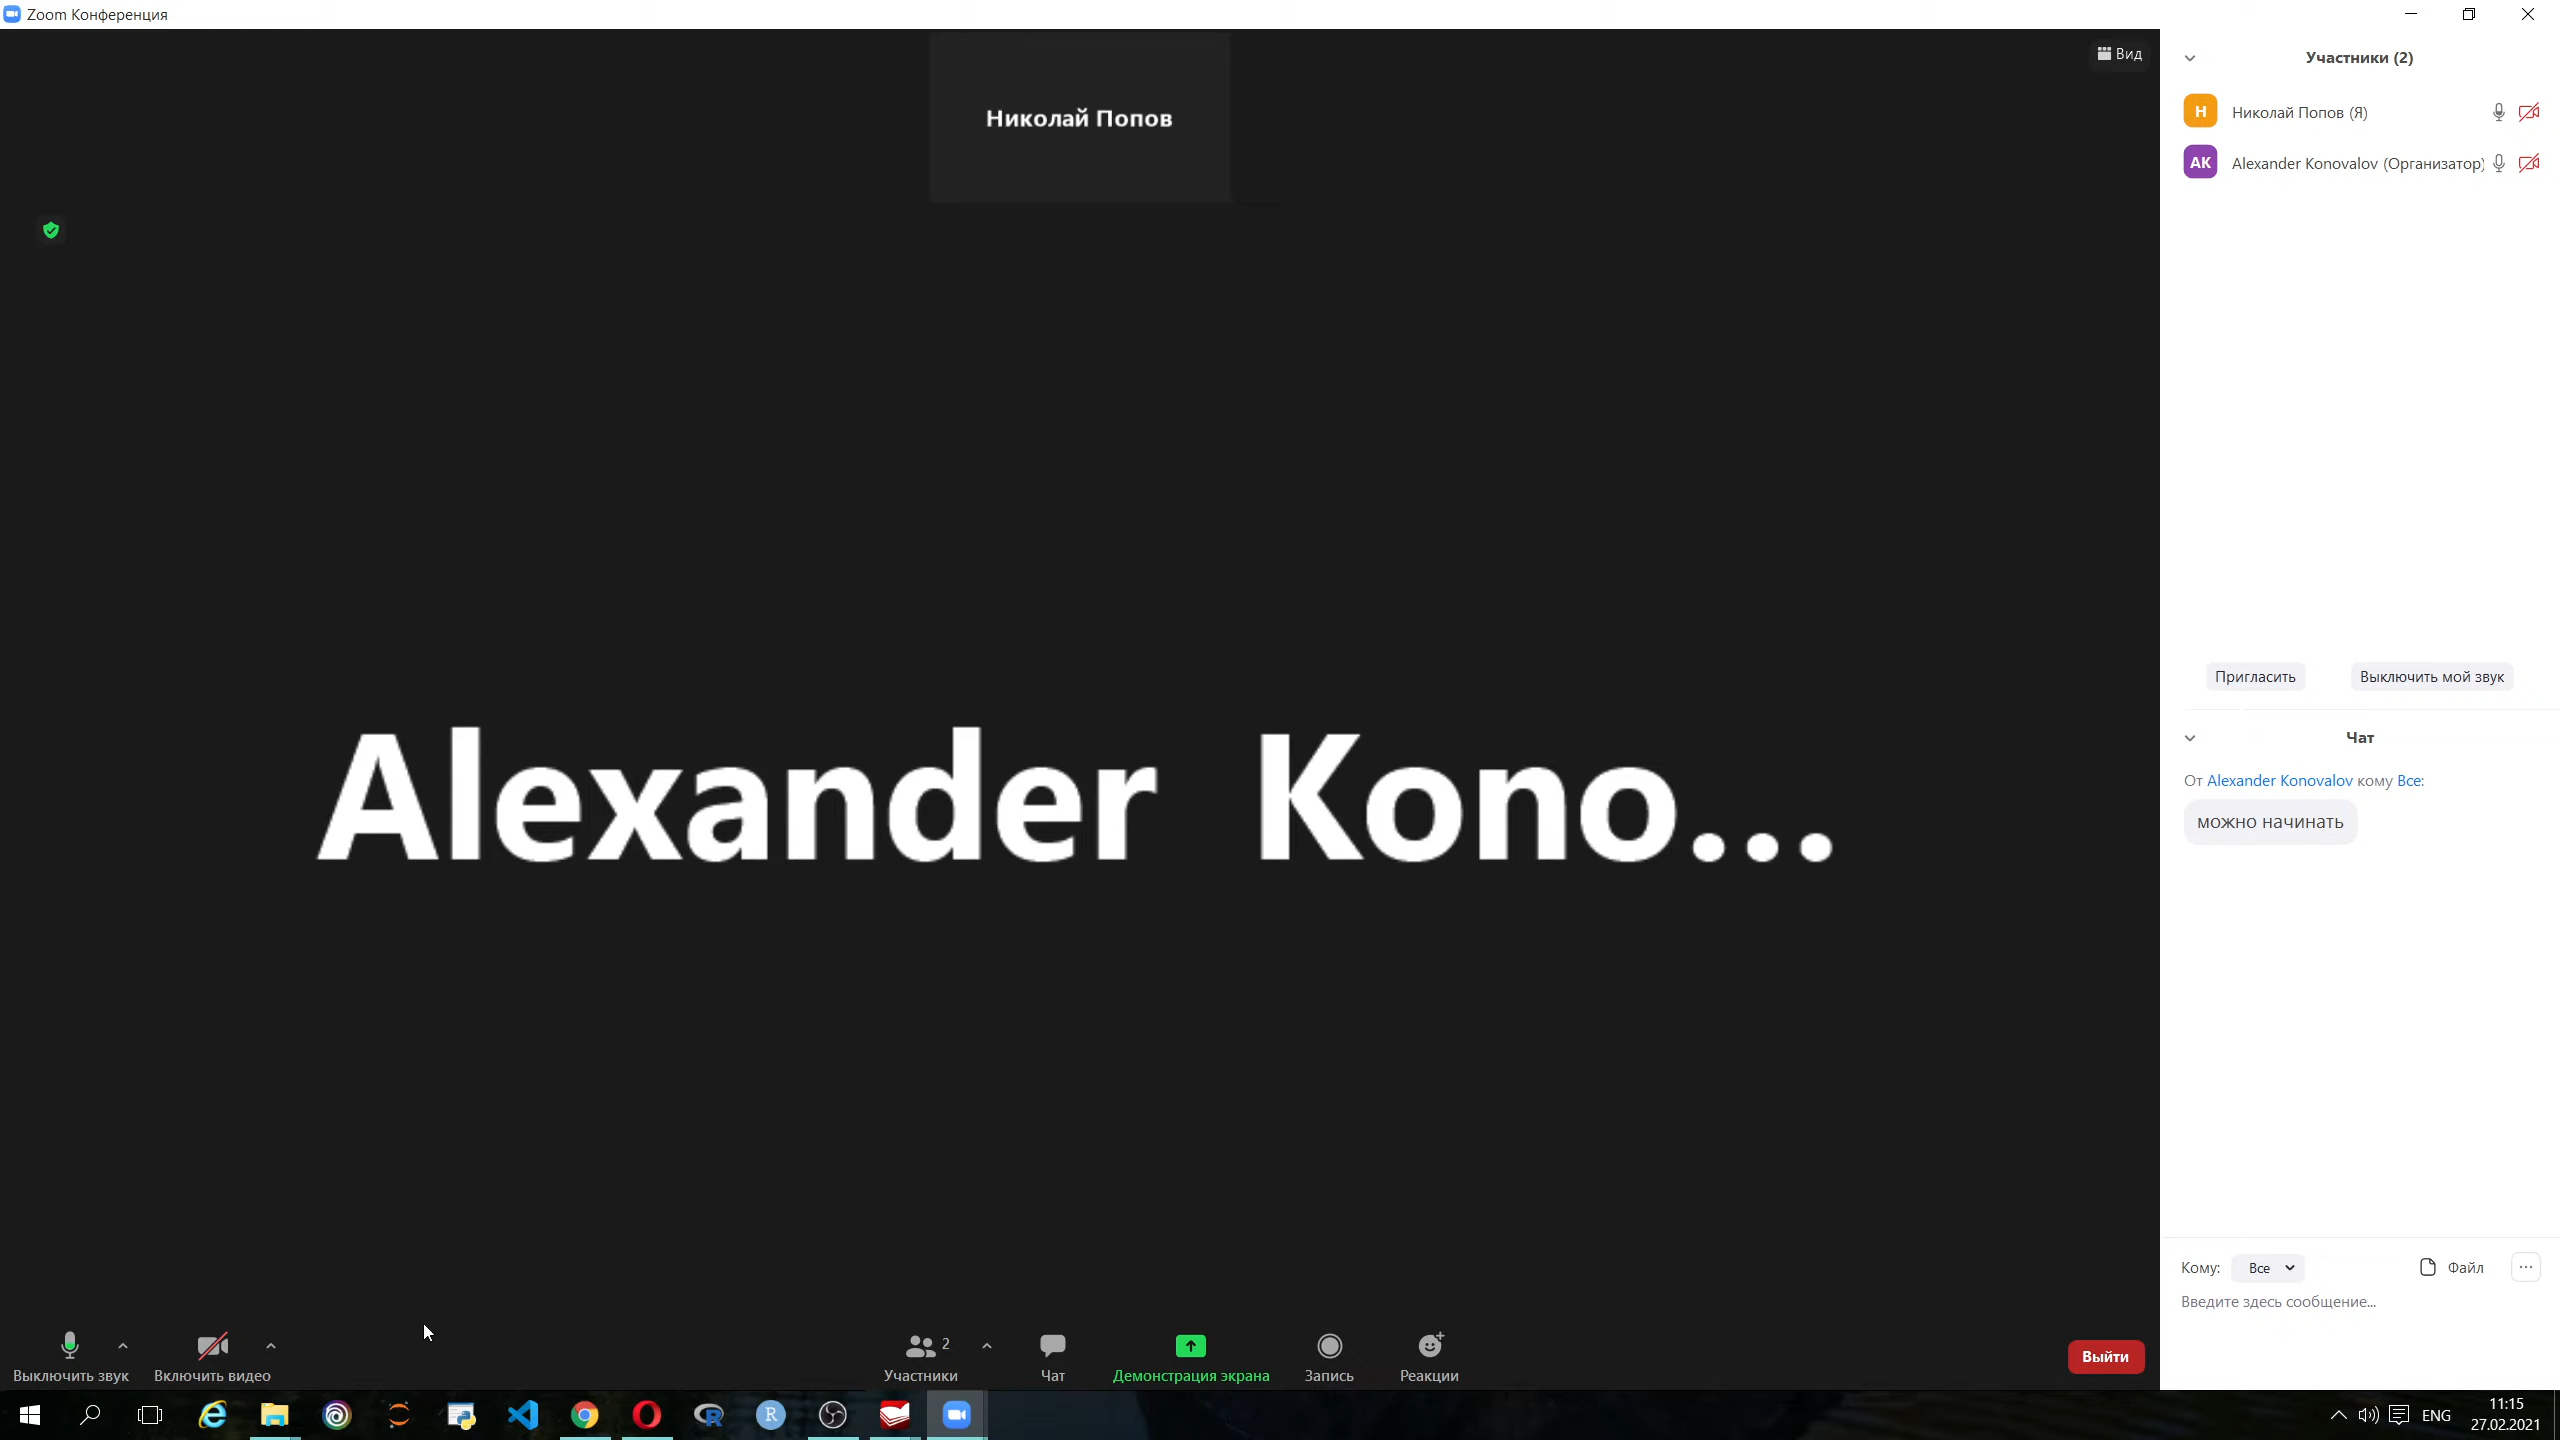 Zoom Конференция
Николай Попов
Вид
Участники (2)
Н Николай Попов (Я)
AK Alexander Konovalov (Организатор)
Alexander Kono...
Пригласить Выключить мой звук
Чат
От Alexander Konovalov кому Все:
можно начинать
Кому: Все Файл
Введите здесь сообщение...
2
Выключить звук Включить видео Участники Чат Демонстрация экрана Запись Реакции Выйти
R R ENG 11:15
27.02.2021